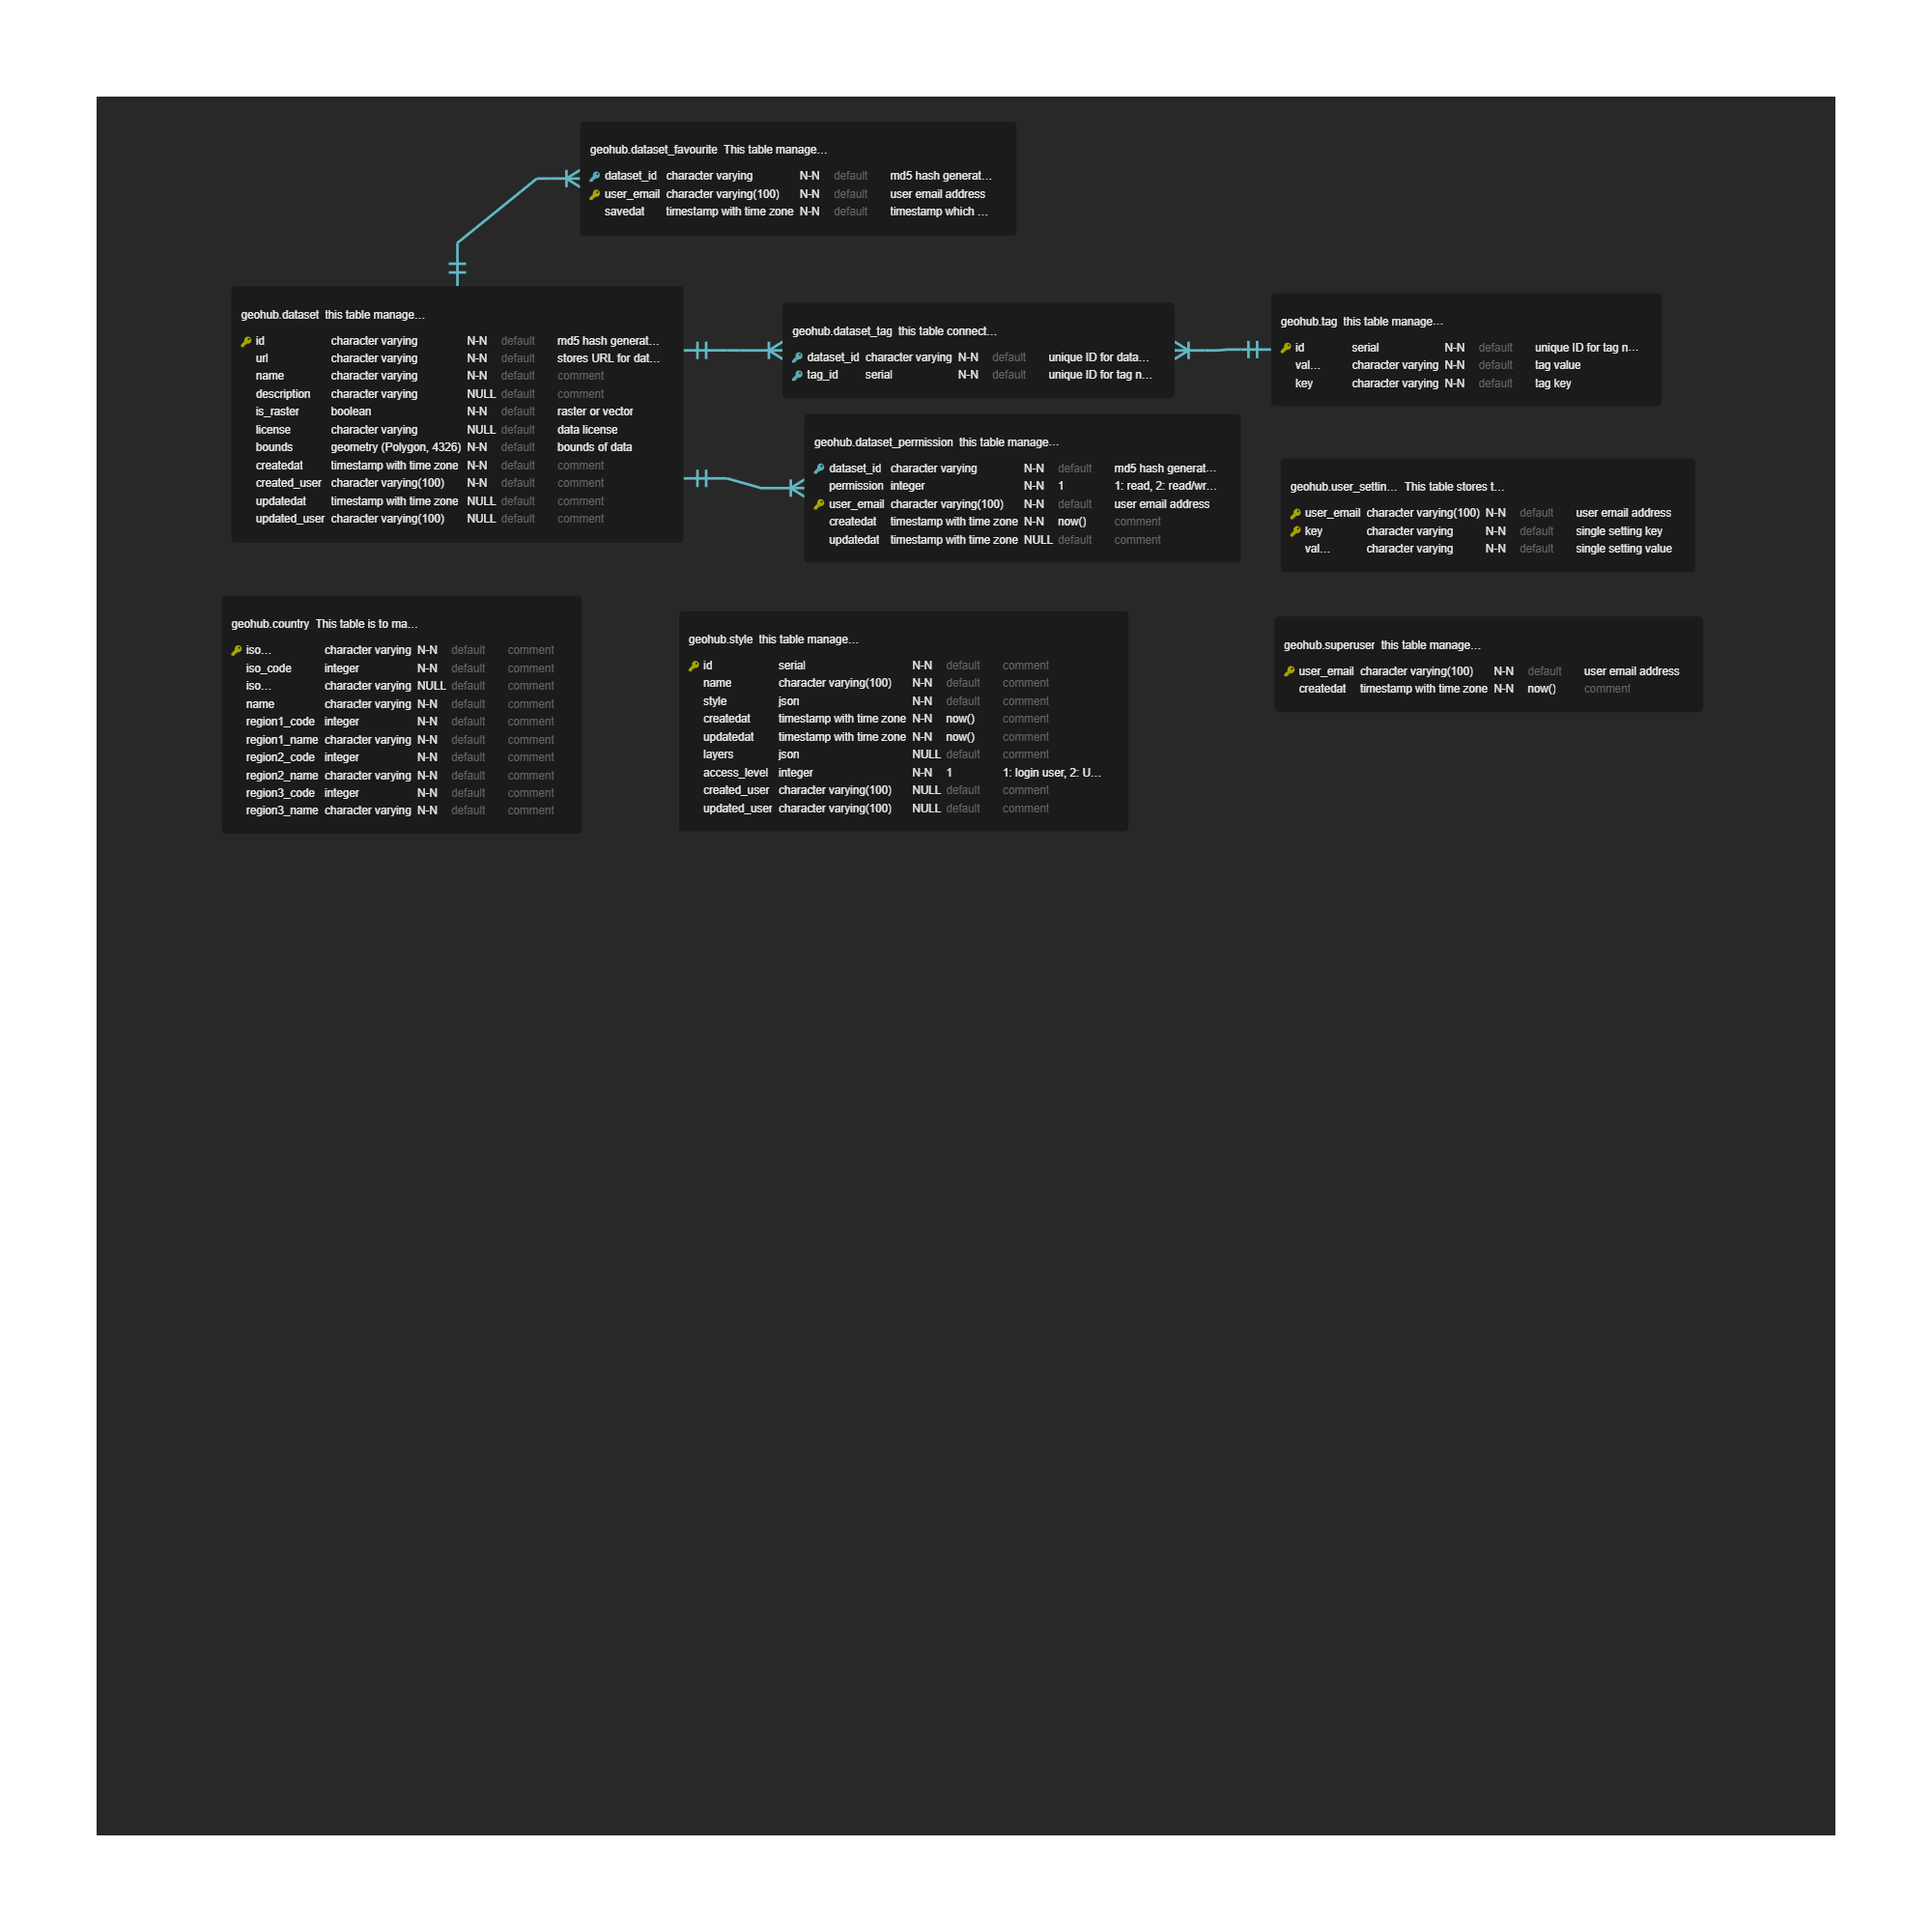 geohub.dataset_favourite This table manage...
dataset_id character varying N-N default md5 hash generat...
user_email character varying(100) N-N default user email address
savedat timestamp with time zone N-N default timestamp which ...
geohub.dataset this table manage...
id character varying N-N default md5 hash generat...
url character varying N-N default stores URL for dat...
name character varying N-N default comment
description character varying NULL default comment
is_raster boolean N-N default raster or vector
license character varying NULL default data license
bounds geometry (Polygon, 4326) N-N default bounds of data
createdat timestamp with time zone N-N default comment
created_user character varying(100) N-N default comment
updatedat timestamp with time zone NULL default comment
updated_user character varying(100) NULL default comment
geohub.dataset_tag this table connect...
dataset_id character varying N-N default unique ID for data...
tag_id serial N-N default unique ID for tag n...
geohub.tag this table manage...
id serial N-N default unique ID for tag n...
val... character varying N-N default tag value
key character varying N-N default tag key
geohub.dataset_permission this table manage...
dataset_id character varying N-N default md5 hash generat...
permission integer N-N 1 1: read, 2: read/wr...
user_email character varying(100) N-N default user email address
createdat timestamp with time zone N-N now() comment
updatedat timestamp with time zone NULL default comment
geohub.user_settin... This table stores t...
user_email character varying(100) N-N default user email address
key character varying N-N default single setting key
val... character varying N-N default single setting value
geohub.country This table is to ma...
iso... character varying N-N default comment
iso_code integer N-N default comment
iso... character varying NULL default comment
name character varying N-N default comment
region1_code integer N-N default comment
region1_name character varying N-N default comment
region2_code integer N-N default comment
region2_name character varying N-N default comment
region3_code integer N-N default comment
region3_name character varying N-N default comment
geohub.style this table manage...
id serial N-N default comment
name character varying(100) N-N default comment
style json N-N default comment
createdat timestamp with time zone N-N now() comment
updatedat timestamp with time zone N-N now() comment
layers json NULL default comment
access_level integer N-N 1 1: login user, 2: U...
created_user character varying(100) NULL default comment
updated_user character varying(100) NULL default comment
geohub.superuser this table manage...
user_email character varying(100) N-N default user email address
createdat timestamp with time zone N-N now() comment